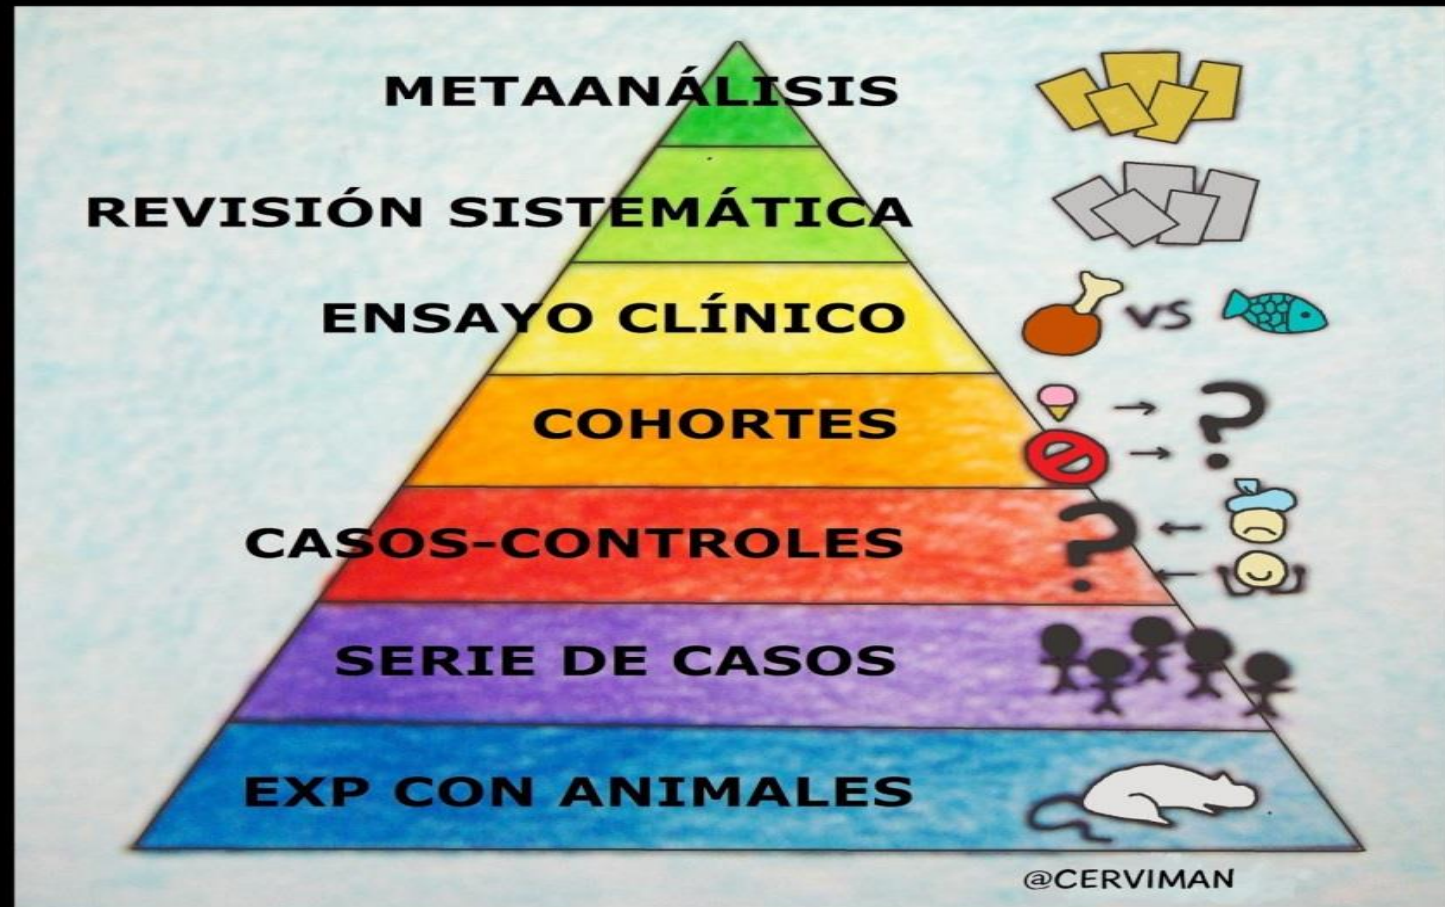 METAANÁLISIS
REVISIÓN SISTEMÁTICA
ENSAYO CLÍNICO
VS
COHORTES
?
CASOS-CONTROLES
?
SERIE DE CASOS
EXP CON ANIMALES
@CERVIMAN